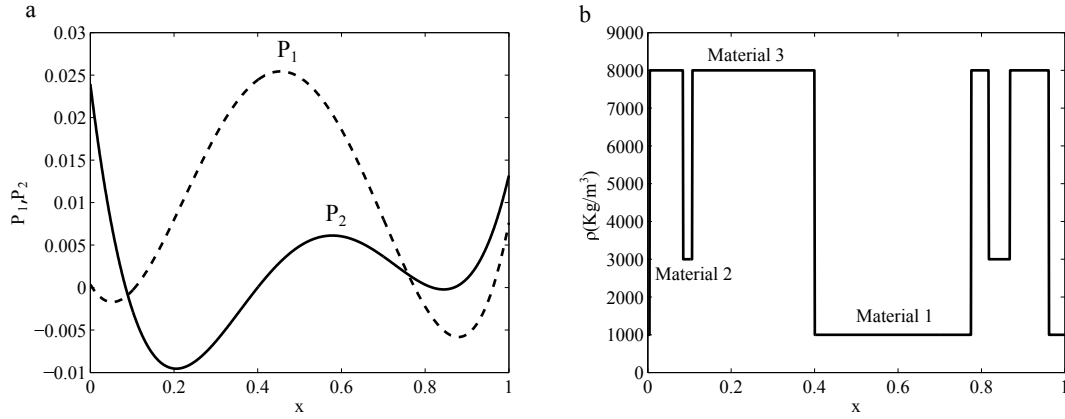 a
0.03
0.025
0.02
0.015
0.01
0.005
0
−0.005
−0.01
P₁,P₂
P₁
P₂
0
0.2
0.4
0.6
0.8
1
x
b
9000
8000
7000
6000
5000
4000
3000
2000
1000
0
ρ(Kg/m³)
Material 3
Material 2
Material 1
0
0.2
0.4
0.6
0.8
1
x